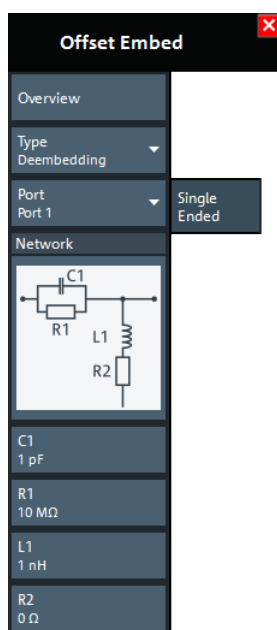 Offset Embed
Overview
Type
Deembedding
Port
Port 1
Single
Ended
Network
C1
R1
L1
R2
C1
1 pF
R1
10 MΩ
L1
1 nH
R2
0 Ω